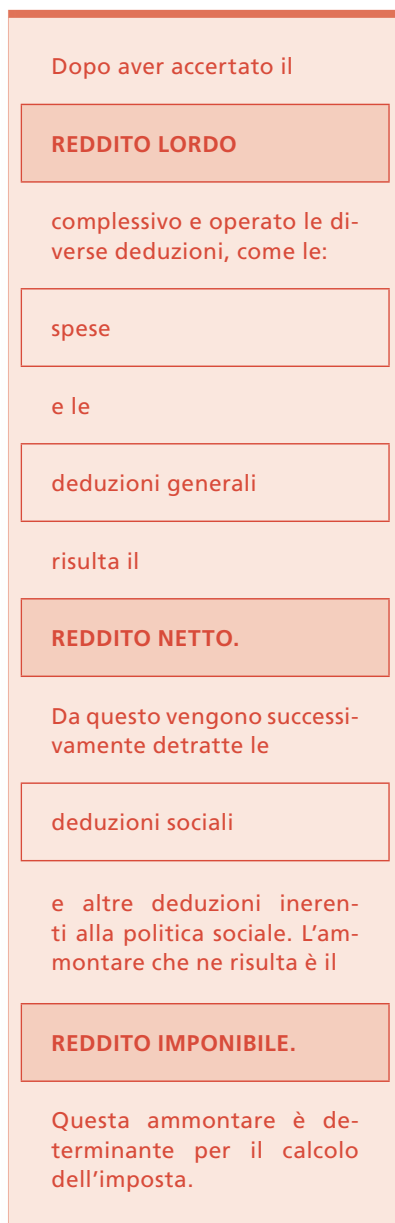 Dopo aver accertato il
REDDITO LORDO
complessivo e operato le di-
verse deduzioni, come le:
spese
e le
deduzioni generali
risulta il
REDDITO NETTO.
Da questo vengono successi-
vamente detratte le
deduzioni sociali
e altre deduzioni ineren-
ti alla politica sociale. L'am-
montare che ne risulta è il
REDDITO IMPONIBILE.
Questa ammontare è de-
terminante per il calcolo
dell'imposta.